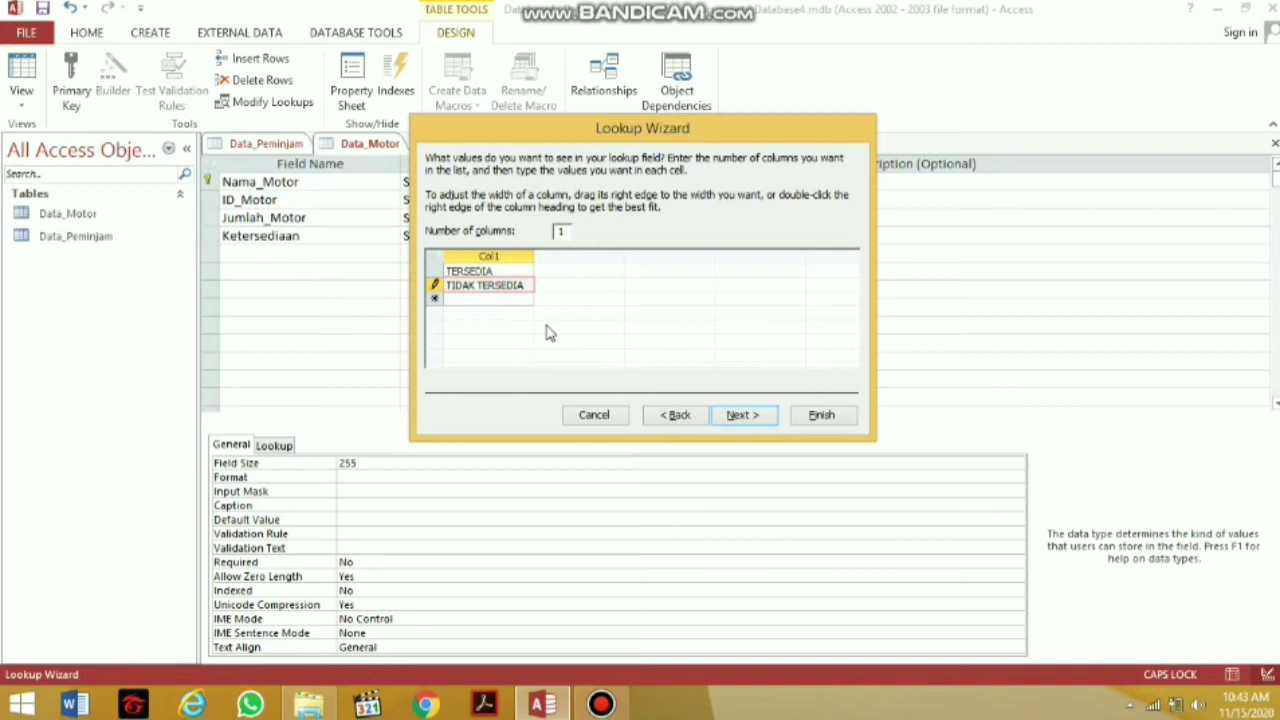 TABLE TOOLS
www.BANDICAM.com
Database4.mdb (Access 2002 - 2003 file format) - Access
FILE
HOME
CREATE
EXTERNAL DATA
DATABASE TOOLS
DESIGN
Sign in
View
Primary Key
Builder
Test Validation Rules
Insert Rows
Delete Rows
Modify Lookups
Property Sheet
Indexes
Create Data Macros
Rename/ Delete Macro
Relationships
Object Dependencies
Views
Tools
Show/Hide
All Access Obje...
Search..
Tables
Data_Motor
Data_Peminjam
Data_Peminjam
Data_Motor
Field Name
ription (Optional)
Nama_Motor
ID_Motor
Jumlah_Motor
Ketersediaan
Lookup Wizard
What values do you want to see in your lookup field? Enter the number of columns you want
in the list, and then type the values you want in each cell.
To adjust the width of a column, drag its right edge to the width you want, or double-click the
right edge of the column heading to get the best fit.
Number of columns: 1
Col1
TERSEDIA
TIDAK TERSEDIA
Cancel
< Back
Next >
Finish
General
Lookup
Field Size 255
Format
Input Mask
Caption
Default Value
Validation Rule
Validation Text
Required No
Allow Zero Length Yes
Indexed No
Unicode Compression Yes
IME Mode No Control
IME Sentence Mode None
Text Align General
The data type determines the kind of values
that users can store in the field. Press F1 for
help on data types.
Lookup Wizard
CAPS LOCK
321
10:43 AM
11/15/2020